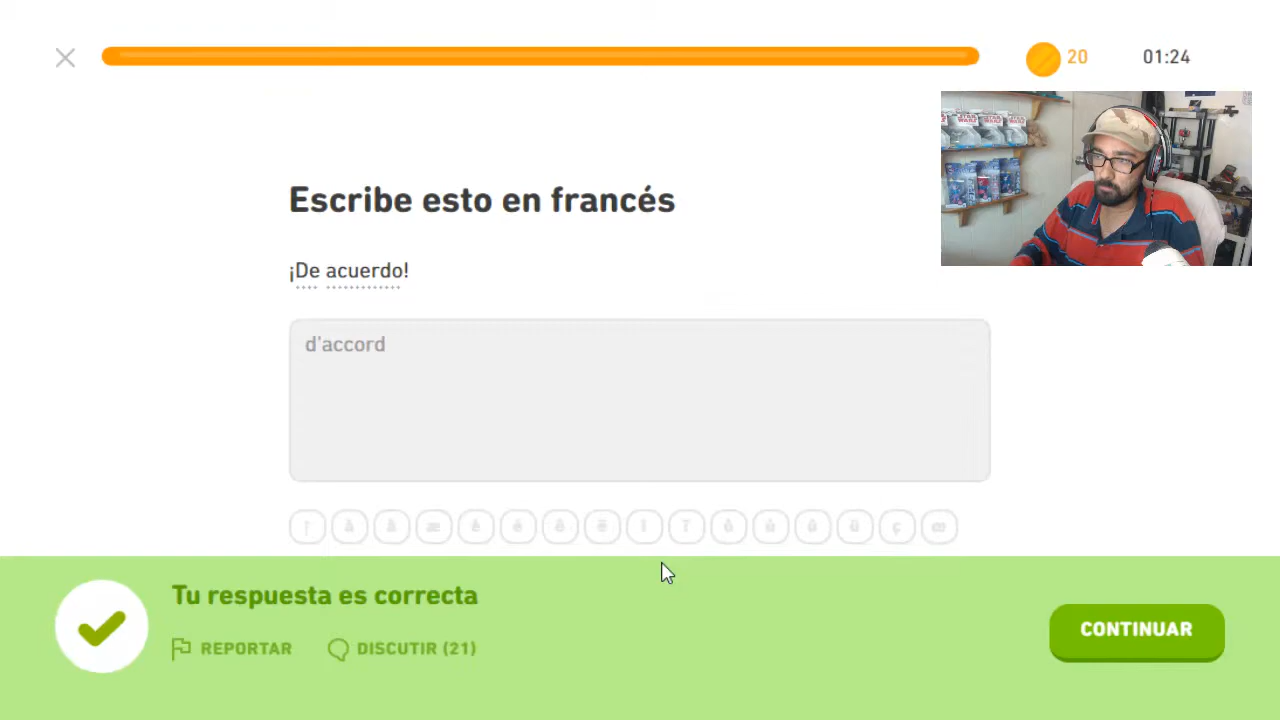 20 01:24
Escribe esto en francés
¡De acuerdo!
d'accord
Tu respuesta es correcta
REPORTAR DISCUTIR (21)
CONTINUAR